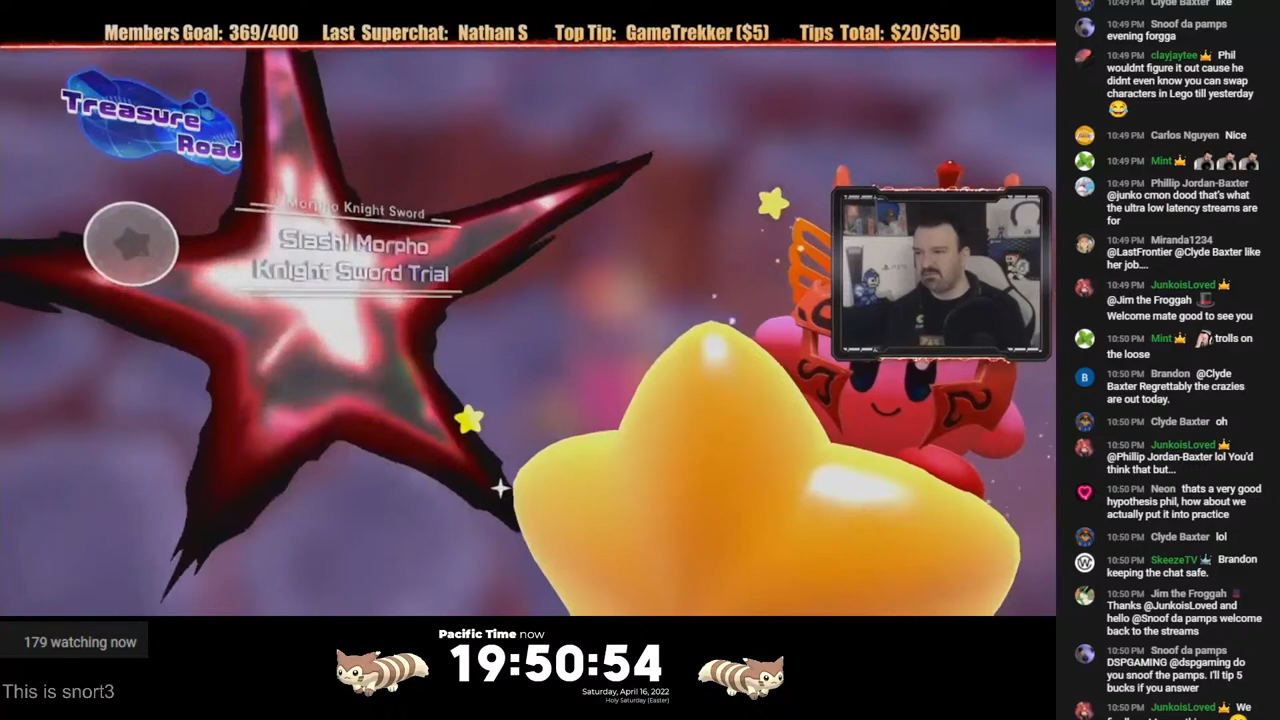 Members Goal: 369/400 Last Superchat: Nathan S Top Tip: GameTrekker ($5) Tips Total: $20/$50
Treasure
Road
Morpho Knight Sword
Slash! Morpho
Knight Sword Trial
179 watching now
This is snort3
Pacific Time now
19:50:54
Saturday, April 16, 2022
Holy Saturday (Easter)
10:49 PM Clyde Baxter like
10:49 PM Snoof da pamps
evening forgga
10:49 PM clayjaytee Phil
wouldnt figure it out cause he
didnt even know you can swap
characters in Lego till yesterday
10:49 PM Carlos Nguyen Nice
10:49 PM Mint
10:49 PM Phillip Jordan-Baxter
@junko cmon dood that's what
the ultra low latency streams are
for
10:49 PM Miranda1234
@LastFrontier @Clyde Baxter like
her job....
10:49 PM JunkoisLoved
@Jim the Froggah
Welcome mate good to see you
10:50 PM Mint trolls on
the loose
10:50 PM Brandon @Clyde
Baxter Regrettably the crazies
are out today.
10:50 PM Clyde Baxter oh
10:50 PM JunkoisLoved
@Phillip Jordan-Baxter lol You'd
think that but...
10:50 PM Neon thats a very good
hypothesis phil, how about we
actually put it into practice
10:50 PM Clyde Baxter lol
10:50 PM SkeezeTV Brandon
keeping the chat safe.
10:50 PM Jim the Froggah
Thanks @JunkoisLoved and
hello @Snoof da pamps welcome
back to the streams
10:50 PM Snoof da pamps
DSPGAMING @dspgaming do
you snoof the pamps. I'll tip 5
bucks if you answer
10:50 PM JunkoisLoved We